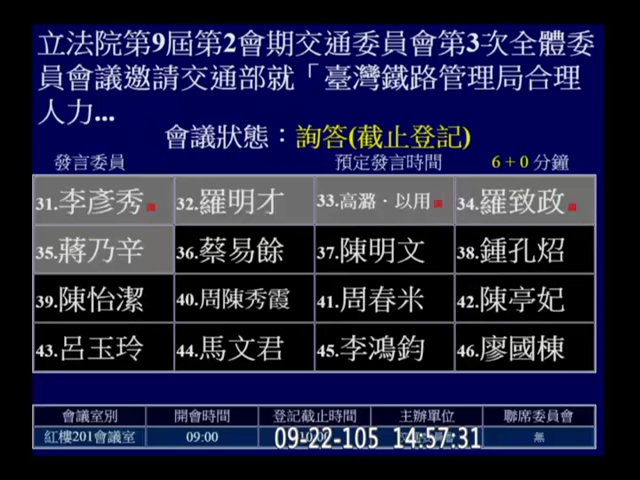 立法院第9屆第2會期交通委員會第3次全體委
員會議邀請交通部就「臺灣鐵路管理局合理
人力...
會議狀態：詢答(截止登記)
發言委員 預定發言時間 6+0 分鐘
31.李彥秀 32.羅明才 33.高潞．以用 34.羅致政
35.蔣乃辛 36.蔡易餘 37.陳明文 38.鍾孔炤
39.陳怡潔 40.周陳秀霞 41.周春米 42.陳亭妃
43.呂玉玲 44.馬文君 45.李鴻鈞 46.廖國棟
會議室別 開會時間 登記截止時間 主辦單位 聯席委員會
紅樓201會議室 09:00 無
09-22-105 14:57:31